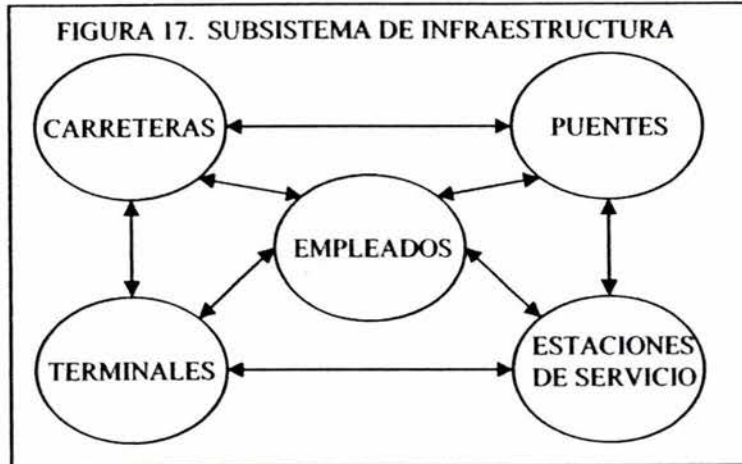 FIGURA 17. SUBSISTEMA DE INFRAESTRUCTURA
CARRETERAS
PUENTES
EMPLEADOS
TERMINALES
ESTACIONES
DE SERVICIO